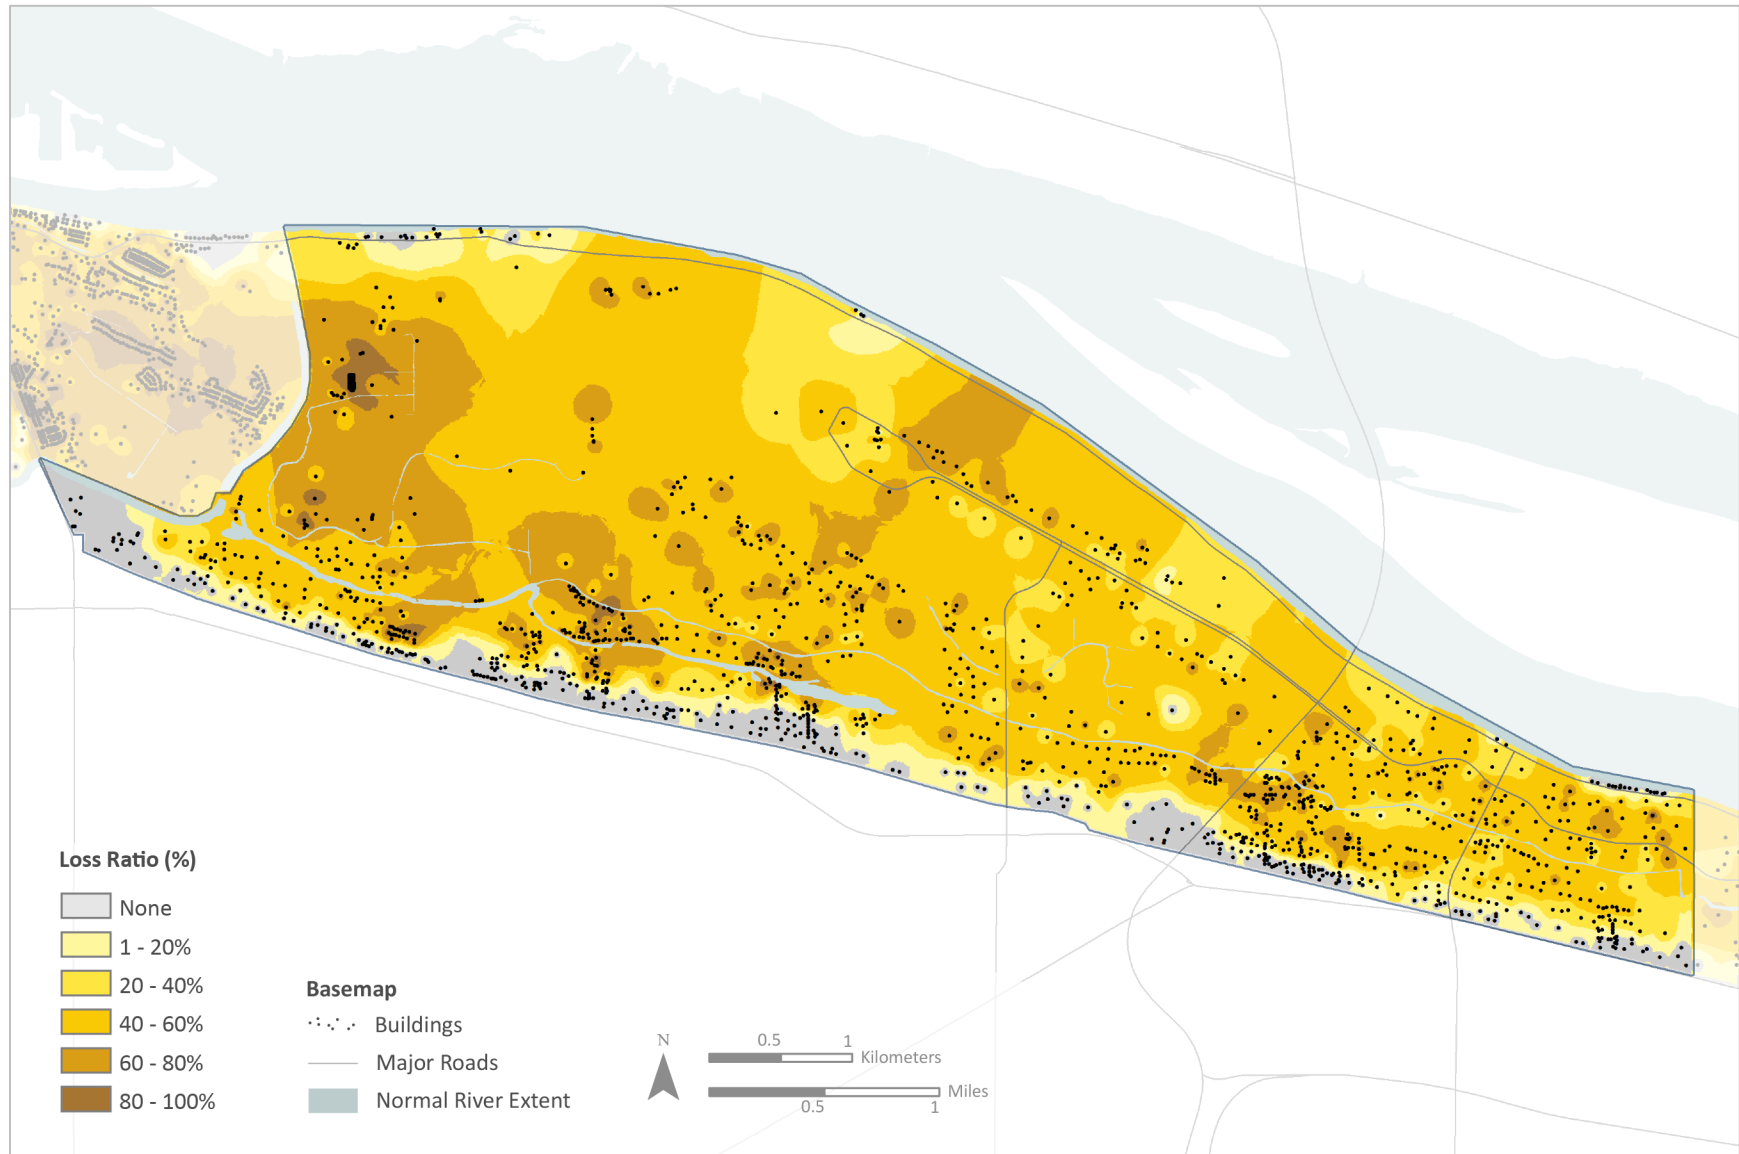 Loss Ratio (%)
None
1 - 20%
20 - 40%
40 - 60%
60 - 80%
80 - 100%
Basemap
Buildings
Major Roads
Normal River Extent
N
0.5 1
Kilometers
Miles
0.5 1